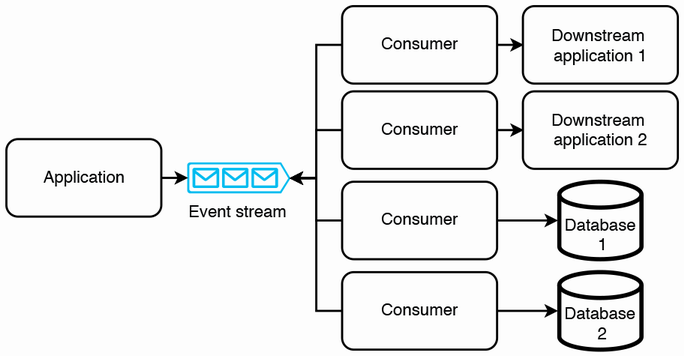 Application
Event stream
Consumer
Downstream
application 1
Consumer
Downstream
application 2
Consumer
Database
1
Consumer
Database
2